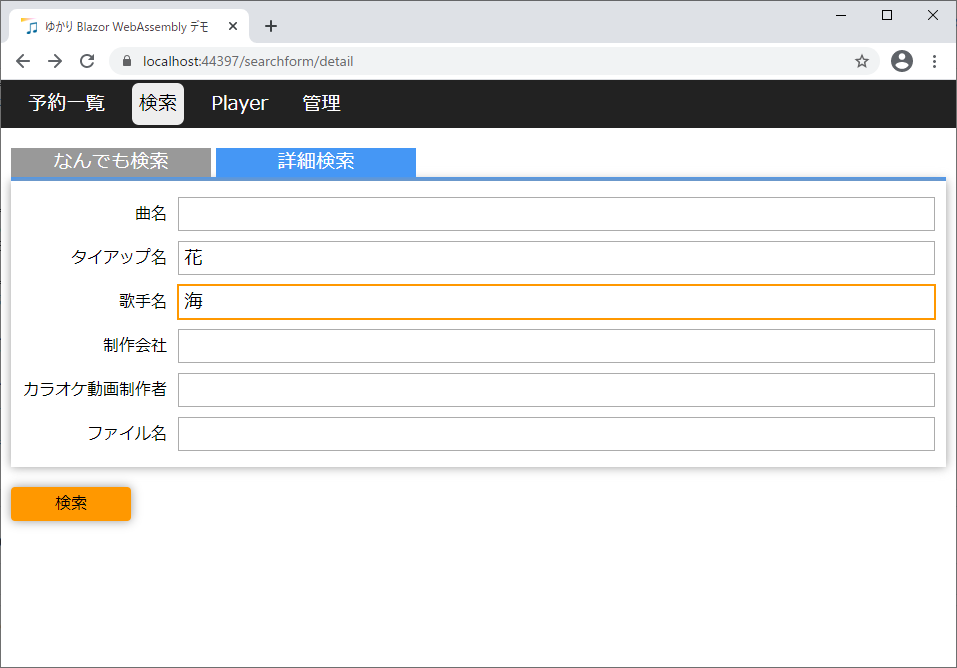 ゆかり Blazor WebAssembly デモ
localhost:44397/searchform/detail
予約一覧 検索 Player 管理
なんでも検索 詳細検索
曲名
タイアップ名 花
歌手名 海
制作会社
カラオケ動画制作者
ファイル名
検索